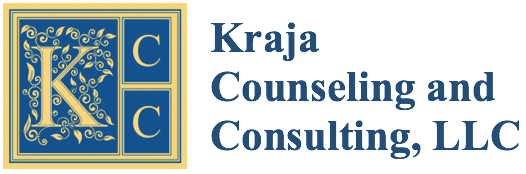 K
C
C
Kraja
Counseling and
Consulting, LLC